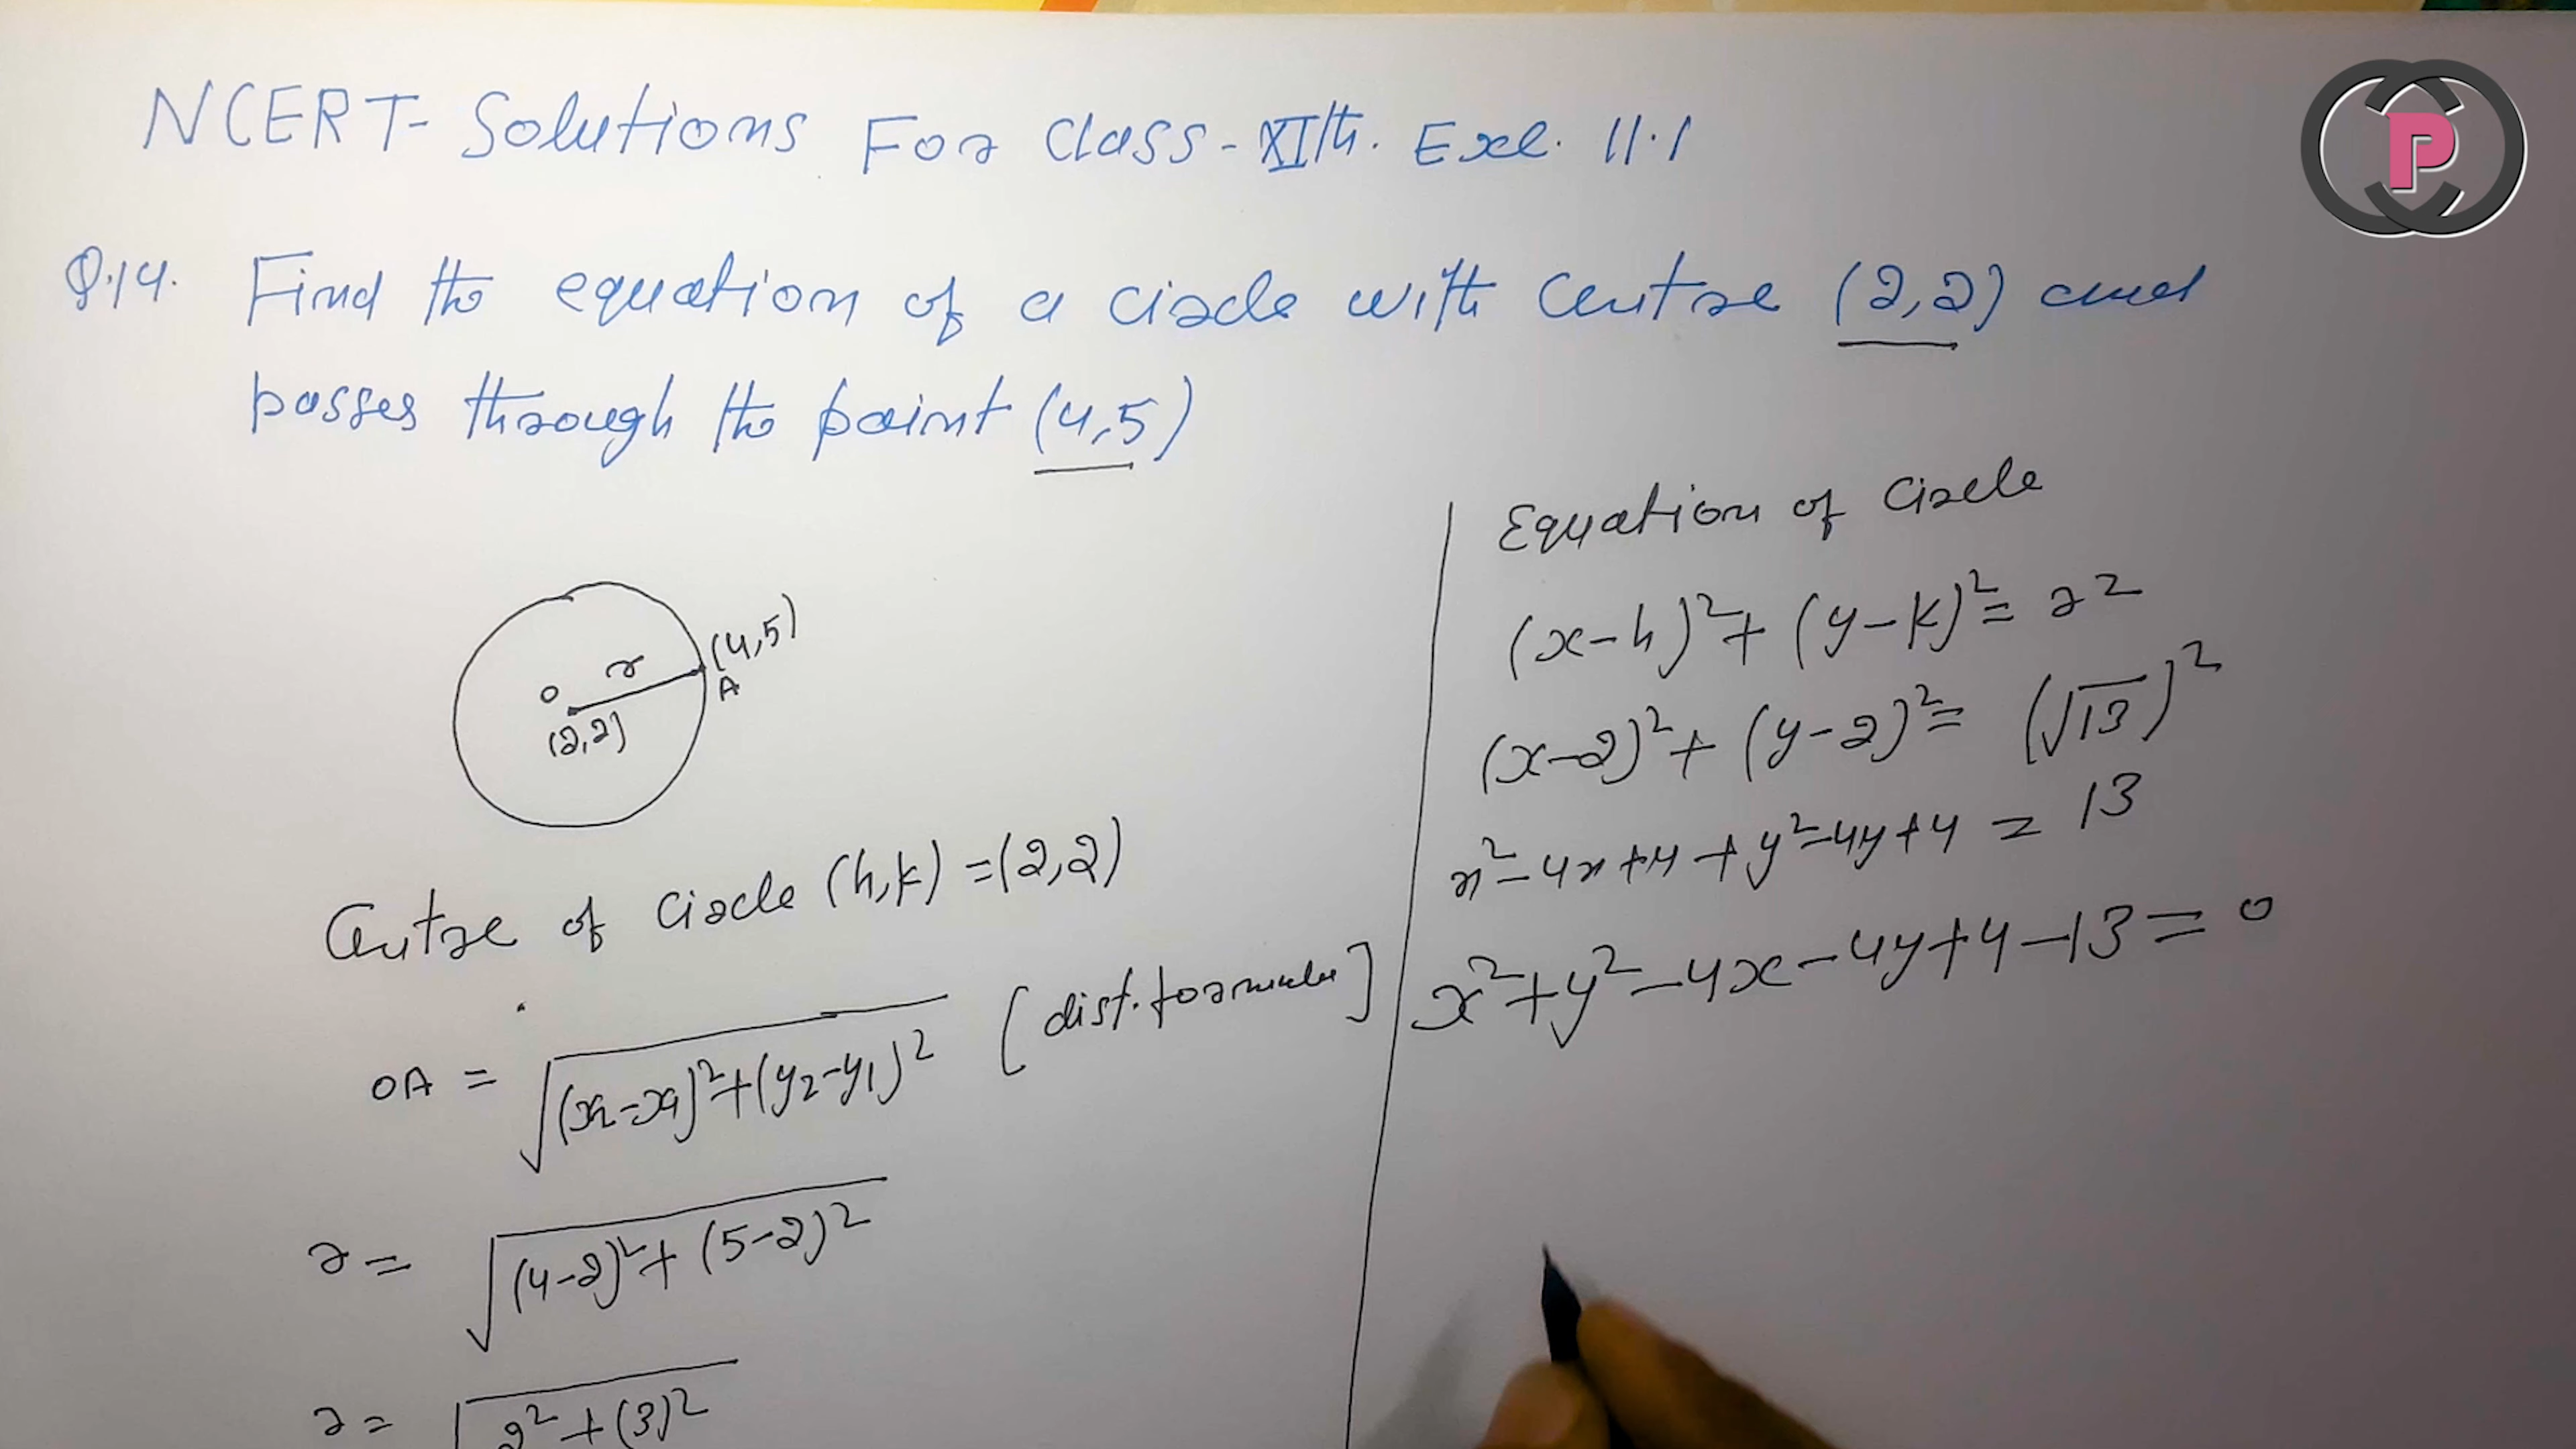 NCERT- Solutions For Class-XIth. Exe. 11.1
Q.14. Find the equation of a circle with Centre (2,2) and
passes through the point (4,5)
(4,5)
r
O
A
(2,2)
Centre of Circle (h,k) =(2,2)
OA = √(x₂-x₁)²+(y₂-y₁)² [dist. formula]
r = √(4-2)²+(5-2)²
r = √2²+(3)²
Equation of Circle
(x-h)²+(y-k)²= r²
(x-2)²+(y-2)²= (√13)²
x²-4x+4+y²-4y+4 = 13
x²+y²-4x-4y+4-13= 0
P